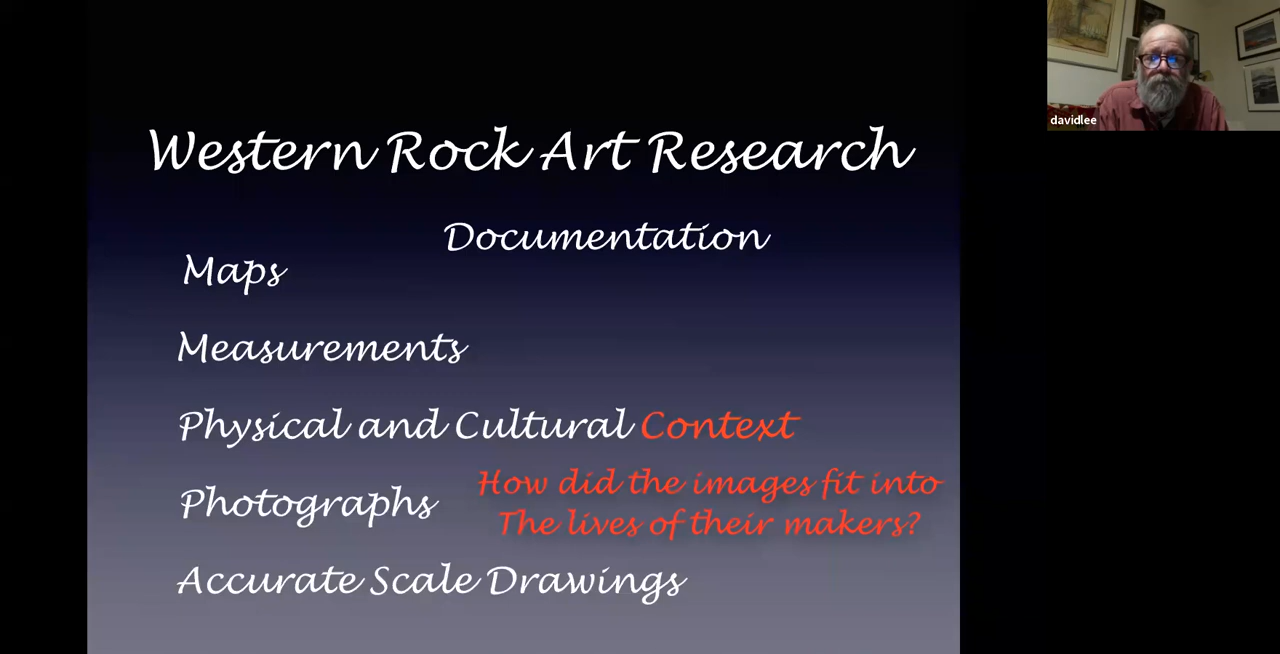 Western Rock Art Research
Documentation
Maps
Measurements
Physical and Cultural Context
Photographs
How did the images fit into
The lives of their makers?
Accurate Scale Drawings
davidlee